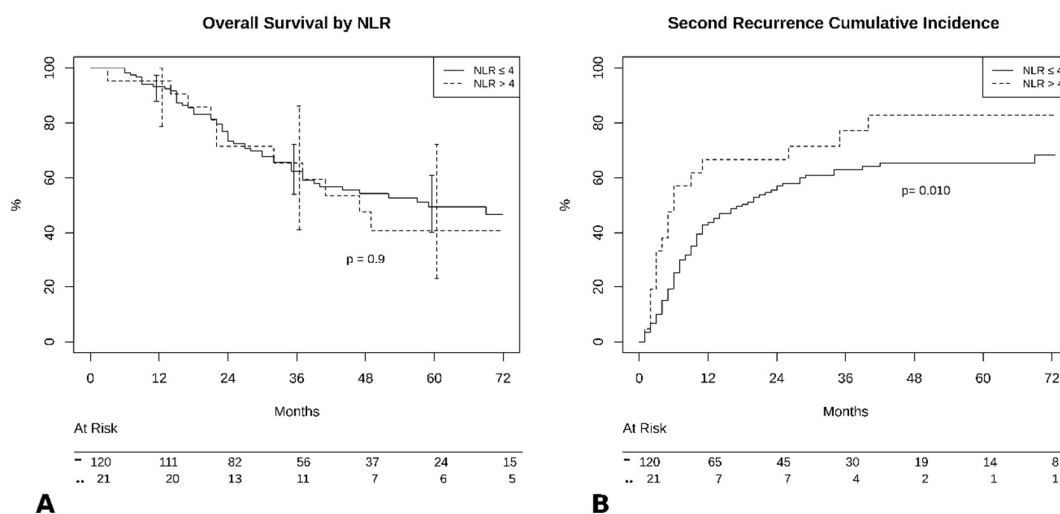 Overall Survival by NLR
NLR ≤ 4
NLR > 4
100
80
60
40
20
0
%
p = 0.9
0 12 24 36 48 60 72
Months
At Risk
120 111 82 56 37 24 15
21 20 13 11 7 6 5
A
Second Recurrence Cumulative Incidence
NLR ≤ 4
NLR > 4
100
80
60
40
20
0
%
p= 0.010
0 12 24 36 48 60 72
Months
At Risk
120 65 45 30 19 14 8
21 7 7 4 2 1 1
B